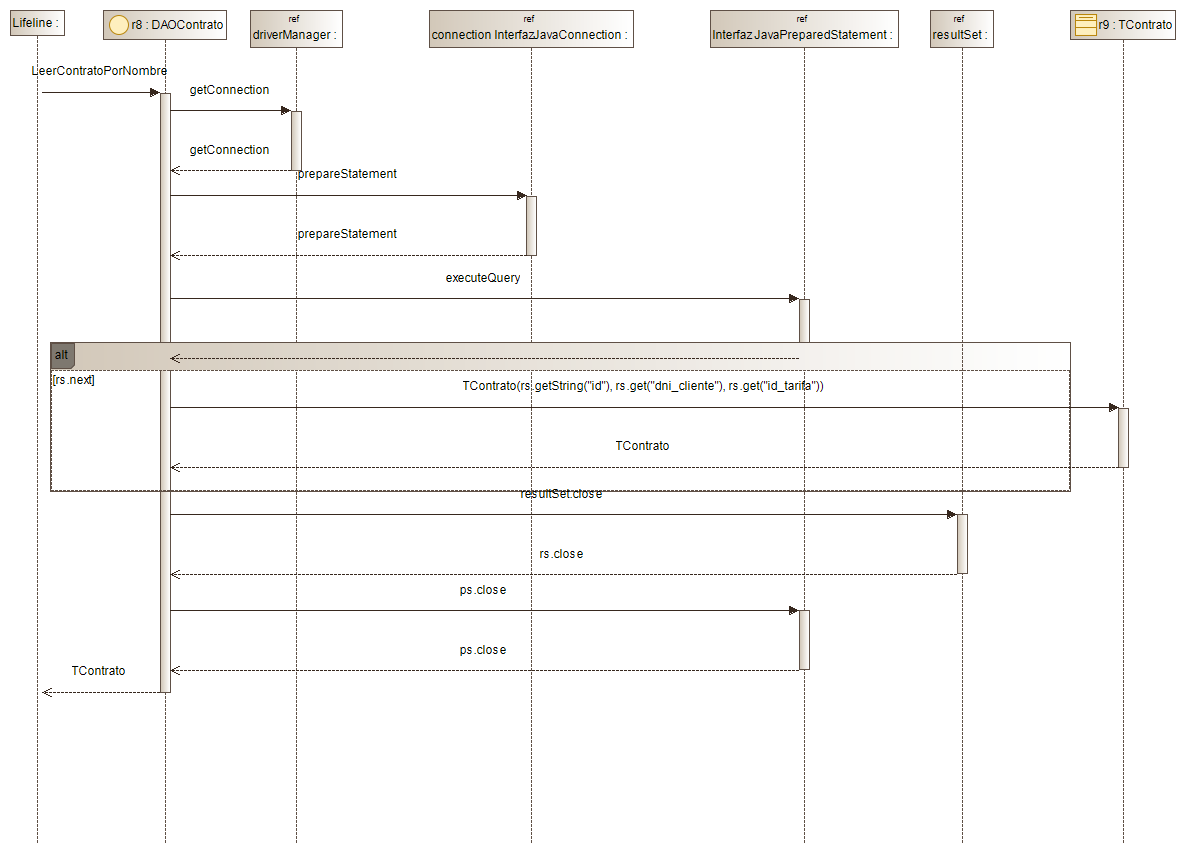 Lifeline :
r8 : DAOContrato
ref
driverManager :
ref
connection InterfazJavaConnection :
ref
InterfazJavaPreparedStatement :
ref
resultSet :
r9 : TContrato
LeerContratoPorNombre
getConnection
getConnection
prepareStatement
prepareStatement
executeQuery
alt
[rs.next]
TContrato(rs.getString("id"), rs.get("dni_cliente"), rs.get("id_tarifa"))
TContrato
resultSet.close
rs.close
ps.close
ps.close
TContrato